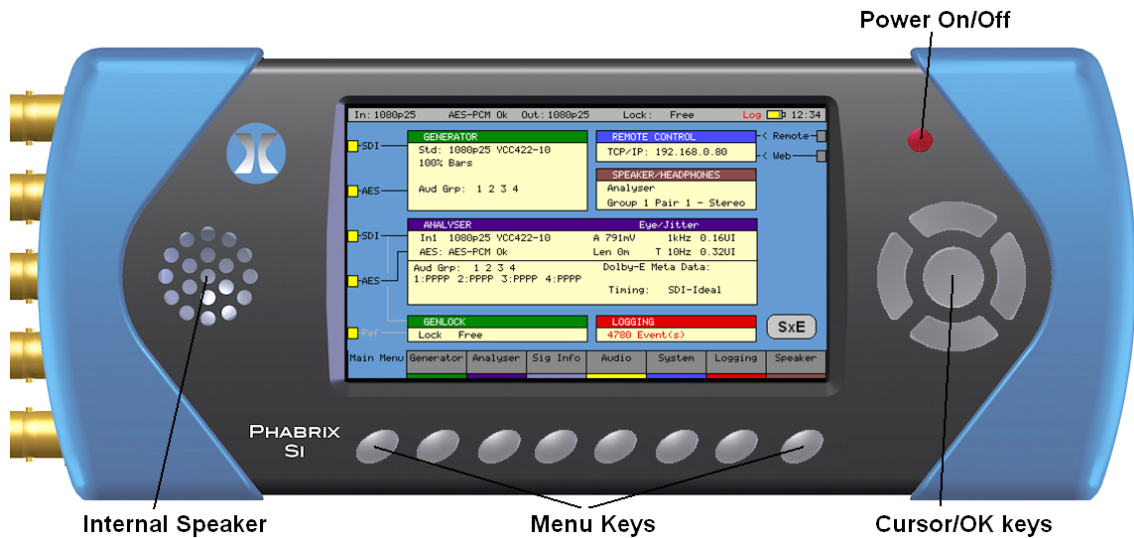 Power On/Off
In: 1080p25 AES-PCM Ok Out: 1080p25 Lock: Free Log 12:34
GENERATOR
Std: 1080p25 YCC422-10
100% Bars
Aud Grp: 1 2 3 4
REMOTE CONTROL
TCP/IP: 192.168.0.80
< Remote
< Web
SPEAKER/HEADPHONES
Analyser
Group 1 Pair 1 - Stereo
SDI
AES
ANALYSER Eye/Jitter
In1 1080p25 YCC422-10 A 791mV 1kHz 0.16UI
AES: AES-PCM Ok Len 0m T 10Hz 0.32UI
Aud Grp: 1 2 3 4 Dolby-E Meta Data:
1:PPPP 2:PPPP 3:PPPP 4:PPPP
Timing: SDI-Ideal
SDI
AES
Ref
GENLOCK
Lock Free
LOGGING
4780 Event(s)
SxE
Main Menu Generator Analyser Sig Info Audio System Logging Speaker
PHABRIX
SI
Internal Speaker
Menu Keys
Cursor/OK keys